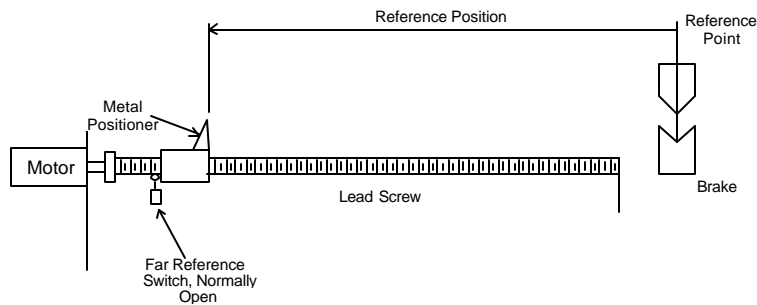 Reference Position
Reference
Point
Metal
Positioner
Motor
Lead Screw
Brake
Far Reference
Switch, Normally
Open